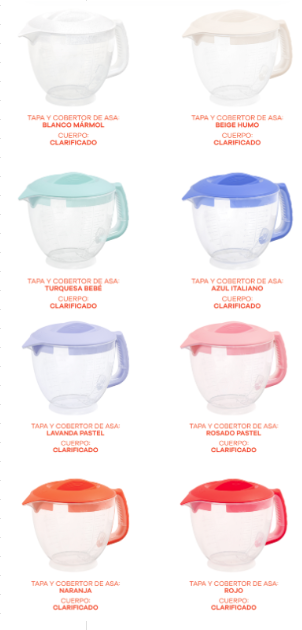 TAPA Y COBERTOR DE ASA:
BLANCO MÁRMOL
CUERPO:
CLARIFICADO
TAPA Y COBERTOR DE ASA:
BEIGE HUMO
CUERPO:
CLARIFICADO
TAPA Y COBERTOR DE ASA:
TURQUESA BEBÉ
CUERPO:
CLARIFICADO
TAPA Y COBERTOR DE ASA:
AZUL ITALIANO
CUERPO:
CLARIFICADO
TAPA Y COBERTOR DE ASA:
LAVANDA PASTEL
CUERPO:
CLARIFICADO
TAPA Y COBERTOR DE ASA:
ROSADO PASTEL
CUERPO:
CLARIFICADO
TAPA Y COBERTOR DE ASA:
NARANJA
CUERPO:
CLARIFICADO
TAPA Y COBERTOR DE ASA:
ROJO
CUERPO:
CLARIFICADO